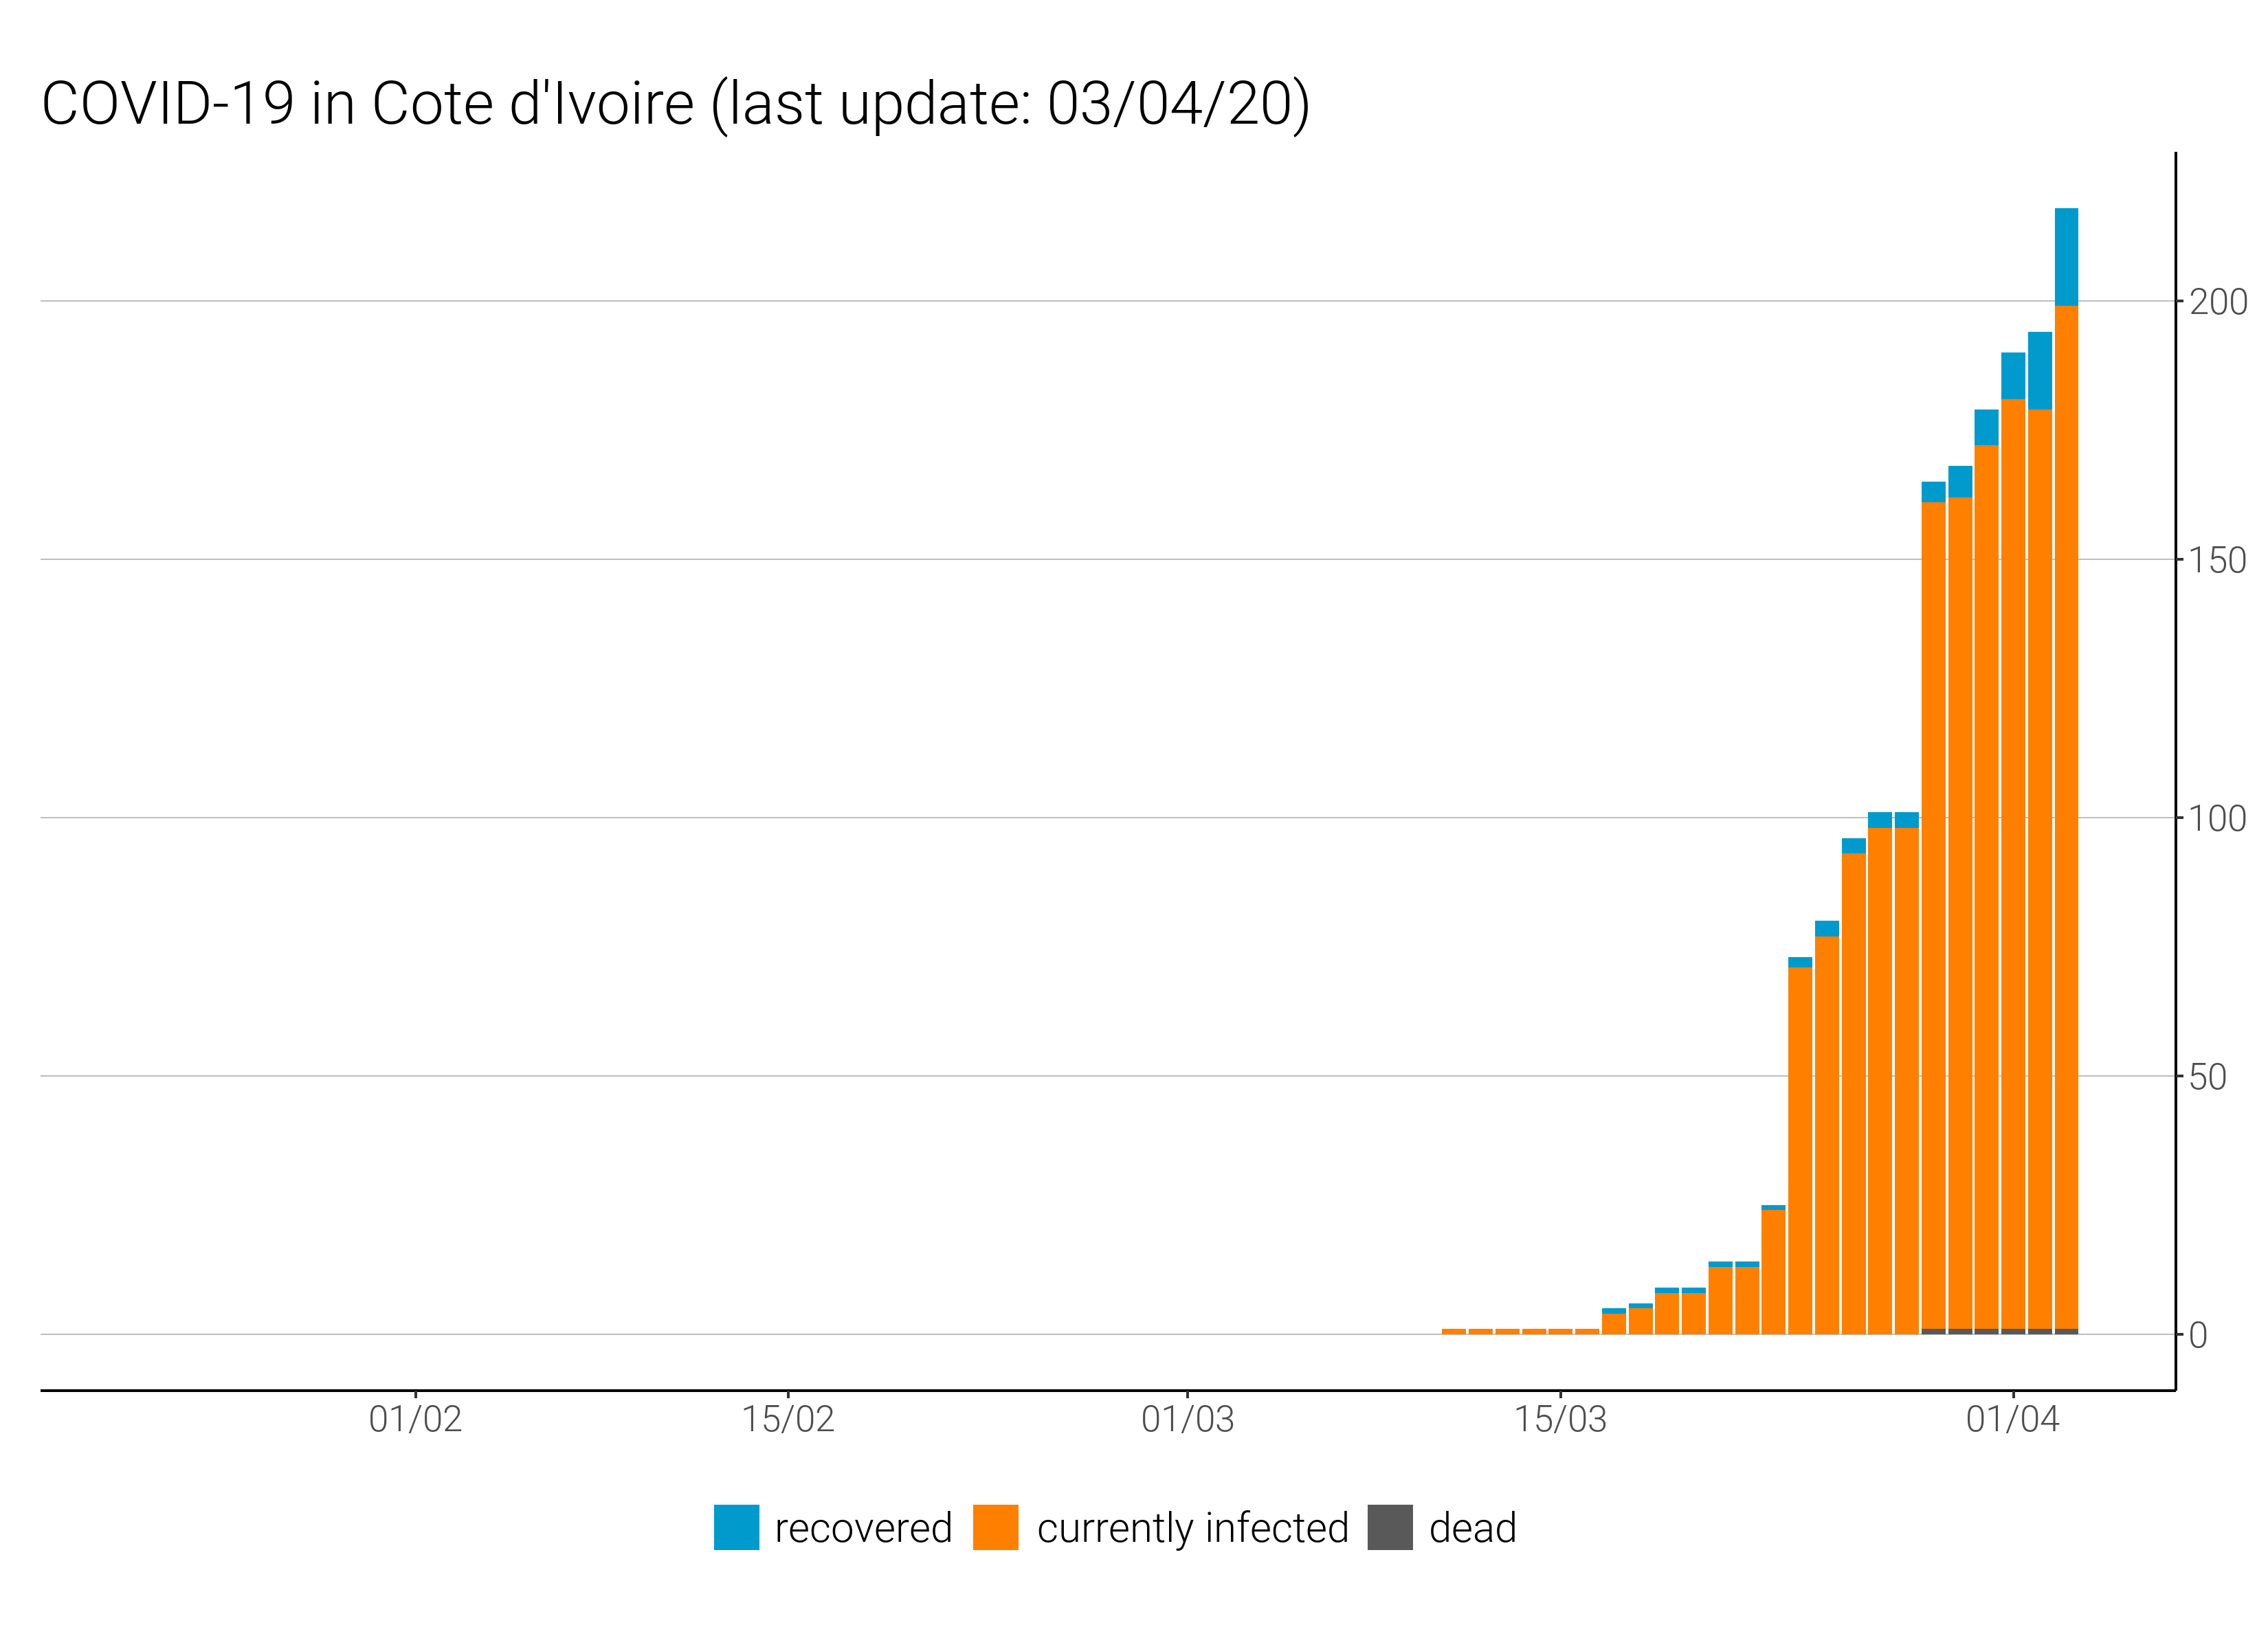 COVID-19 in Cote d'Ivoire (last update: 03/04/20)
200
150
100
50
0
01/02 15/02 01/03 15/03 01/04
recovered currently infected dead